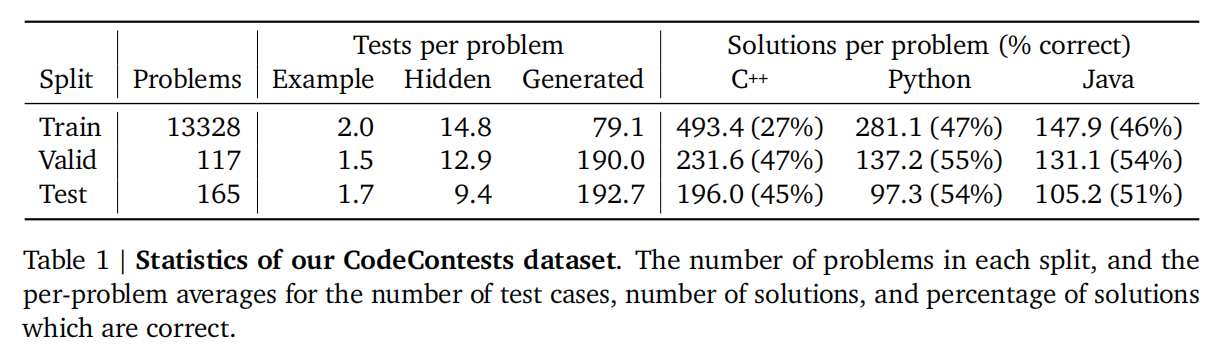 Tests per problem Solutions per problem (% correct)
Split Problems Example Hidden Generated C++ Python Java
Train 13328 2.0 14.8 79.1 493.4 (27%) 281.1 (47%) 147.9 (46%)
Valid 117 1.5 12.9 190.0 231.6 (47%) 137.2 (55%) 131.1 (54%)
Test 165 1.7 9.4 192.7 196.0 (45%) 97.3 (54%) 105.2 (51%)
Table 1 | Statistics of our CodeContests dataset. The number of problems in each split, and the
per-problem averages for the number of test cases, number of solutions, and percentage of solutions
which are correct.